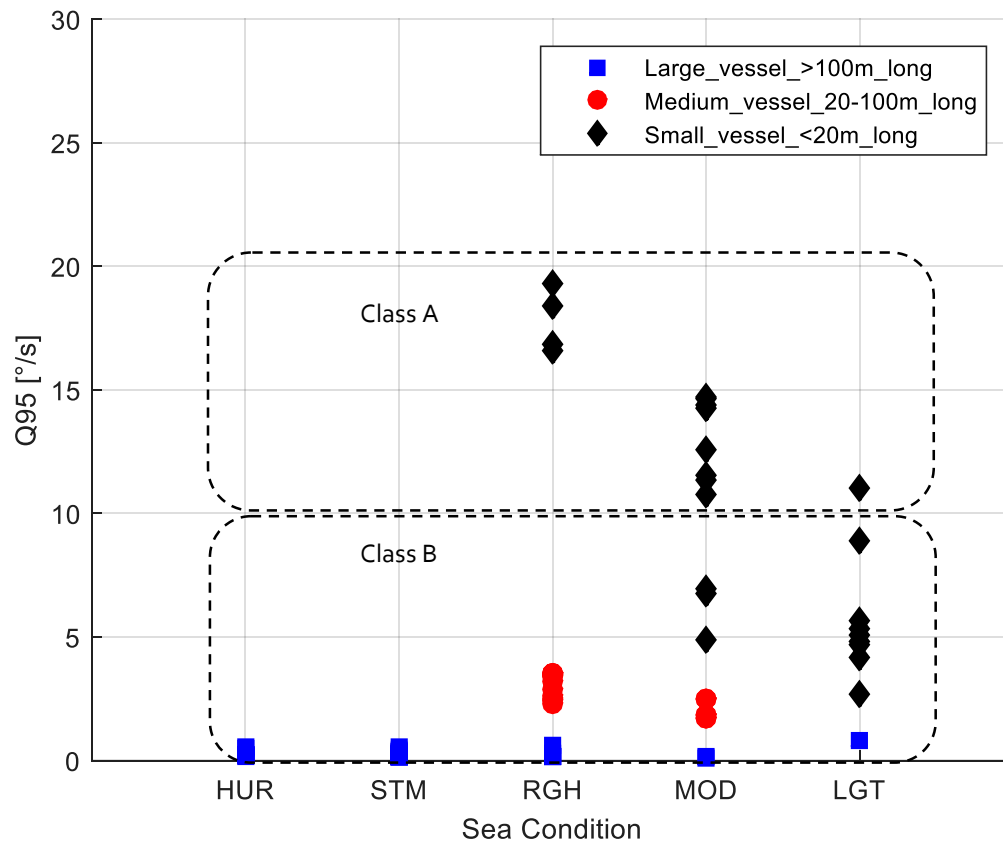 30
25
20
15
10
5
0
Q95 [°/s]
Large_vessel_>100m_long
Medium_vessel_20-100m_long
Small_vessel_<20m_long
Class A
Class B
HUR STM RGH MOD LGT
Sea Condition